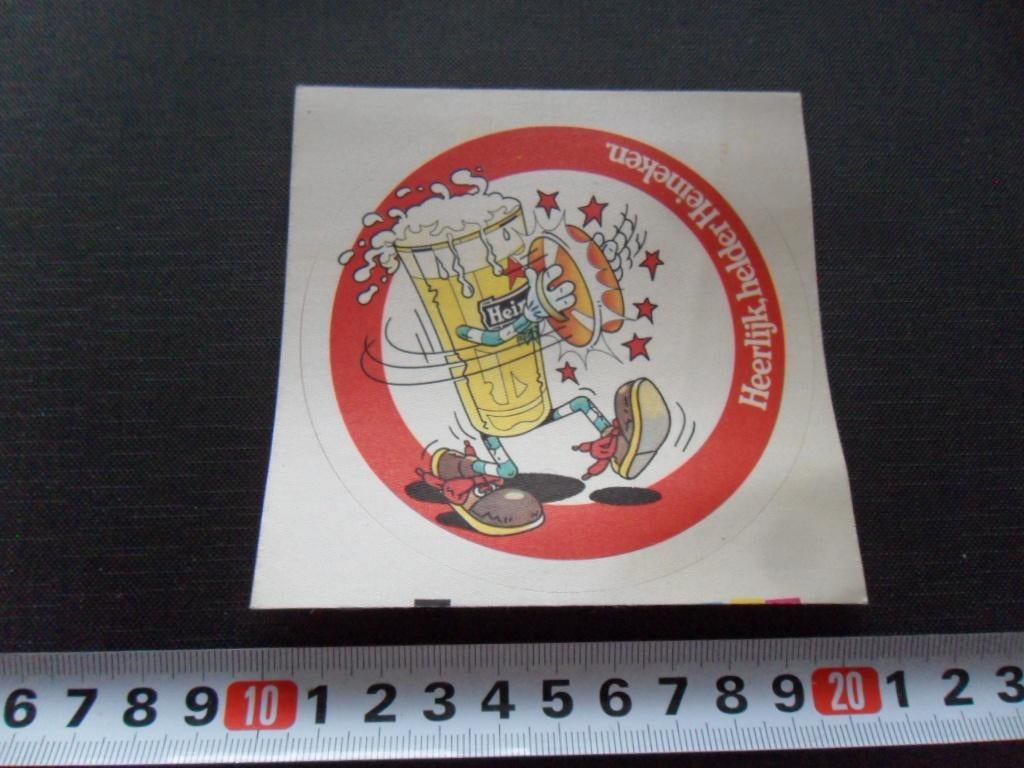 Heerlijk, helder Heineken.
Hein
6 7 8 9 10 1 2 3 4 5 6 7 8 9 20 1 2 3